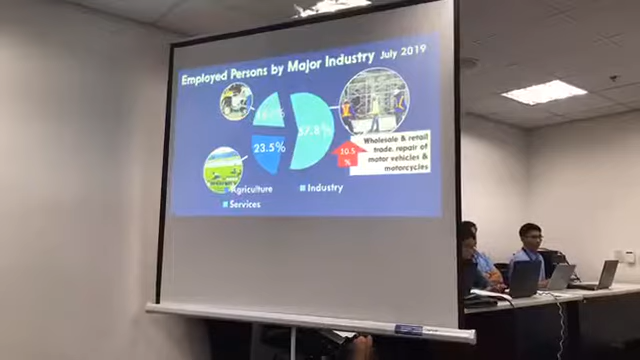 Employed Persons by Major Industry July 2019
57.8%
23.5%
10.5
%
Wholesale & retail
trade, repair of
motor vehicles &
motorcycles
Agriculture
Industry
Services